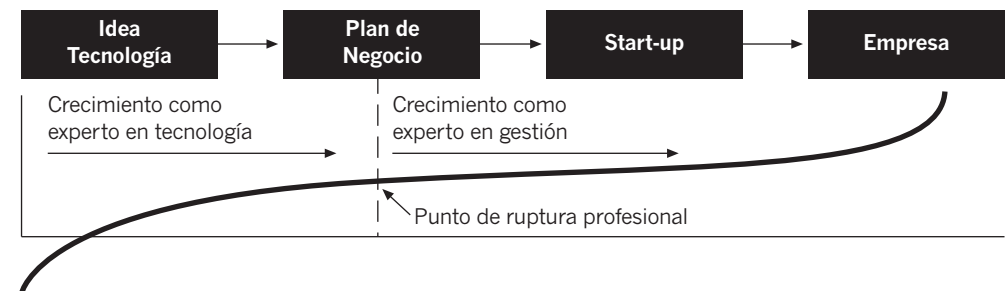 Idea
Tecnología
Plan de
Negocio
Start-up
Empresa
Crecimiento como
experto en tecnología
Crecimiento como
experto en gestión
Punto de ruptura profesional